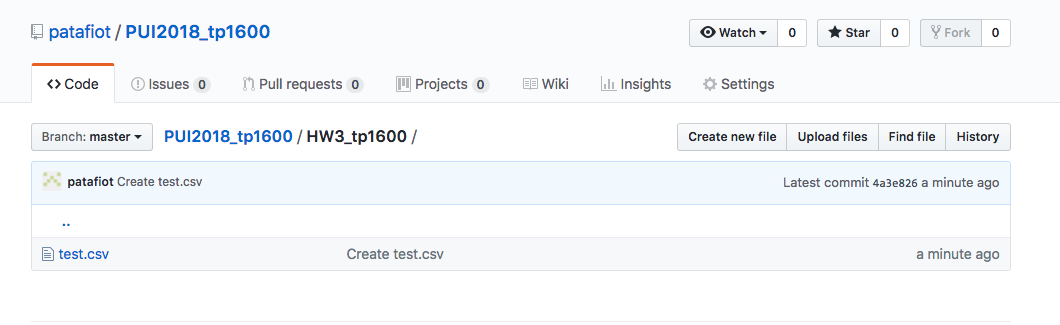 patafiot / PUI2018_tp1600 Watch 0 Star 0 Fork 0
Code Issues 0 Pull requests 0 Projects 0 Wiki Insights Settings
Branch: master PUI2018_tp1600 / HW3_tp1600 / Create new file Upload files Find file History
patafiot Create test.csv Latest commit 4a3e826 a minute ago
..
test.csv Create test.csv a minute ago